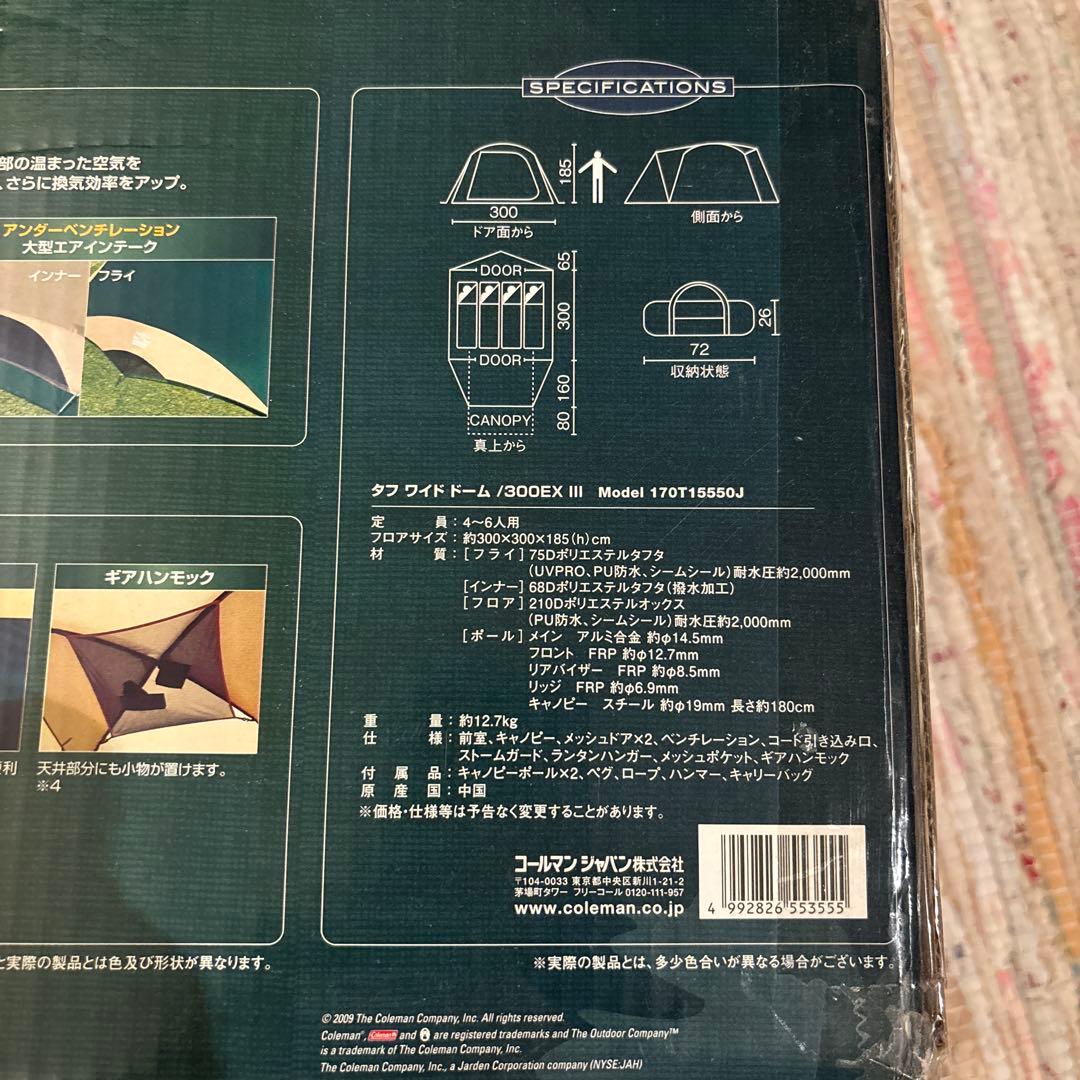 部の温まった空気を
、さらに換気効率をアップ。
アンダーベンチレーション
大型エアインテーク
インナー
フライ
ギアハンモック
利
天井部分にも小物が置けます。
※4
実際の製品とは色及び形状が異なります。
SPECIFICATIONS
185
300
ドア面から
側面から
DOOR
65
300
DOOR
160
CANOPY
80
真上から
26
72
収納状態
タフ ワイド ドーム /300EX III Model 170T15550J
定 員：4〜6人用
フロアサイズ：約300×300×185(h)cm
材 質：[フライ] 75Dポリエステルタフタ
(UVPRO、PU防水、シームシール)耐水圧約2,000mm
[インナー] 68Dポリエステルタフタ(撥水加工)
[フロア] 210Dポリエステルオックス
(PU防水、シームシール)耐水圧約2,000mm
[ポール] メイン アルミ合金 約φ14.5mm
フロント FRP 約φ12.7mm
リアバイザー FRP 約φ8.5mm
リッジ FRP 約φ6.9mm
キャノピー スチール 約φ19mm 長さ約180cm
重 量：約12.7kg
仕 様：前室、キャノピー、メッシュドア×2、ベンチレーション、コード引き込み口、
ストームガード、ランタンハンガー、メッシュポケット、ギアハンモック
付 属 品：キャノピーポール×2、ペグ、ロープ、ハンマー、キャリーバッグ
原 産 国：中国
※価格・仕様等は予告なく変更することがあります。
コールマン ジャパン株式会社
〒104-0033 東京都中央区新川1-21-2
茅場町タワー フリーコール 0120-111-957
www.coleman.co.jp
4 992826 553555
※実際の製品とは、多少色合いが異なる場合がございます。
© 2009 The Coleman Company, Inc. All rights reserved.
Coleman®, Coleman® and are registered trademarks and The Outdoor Company™
is a trademark of The Coleman Company, Inc.
The Coleman Company, Inc., a Jarden Corporation company (NYSE:JAH)